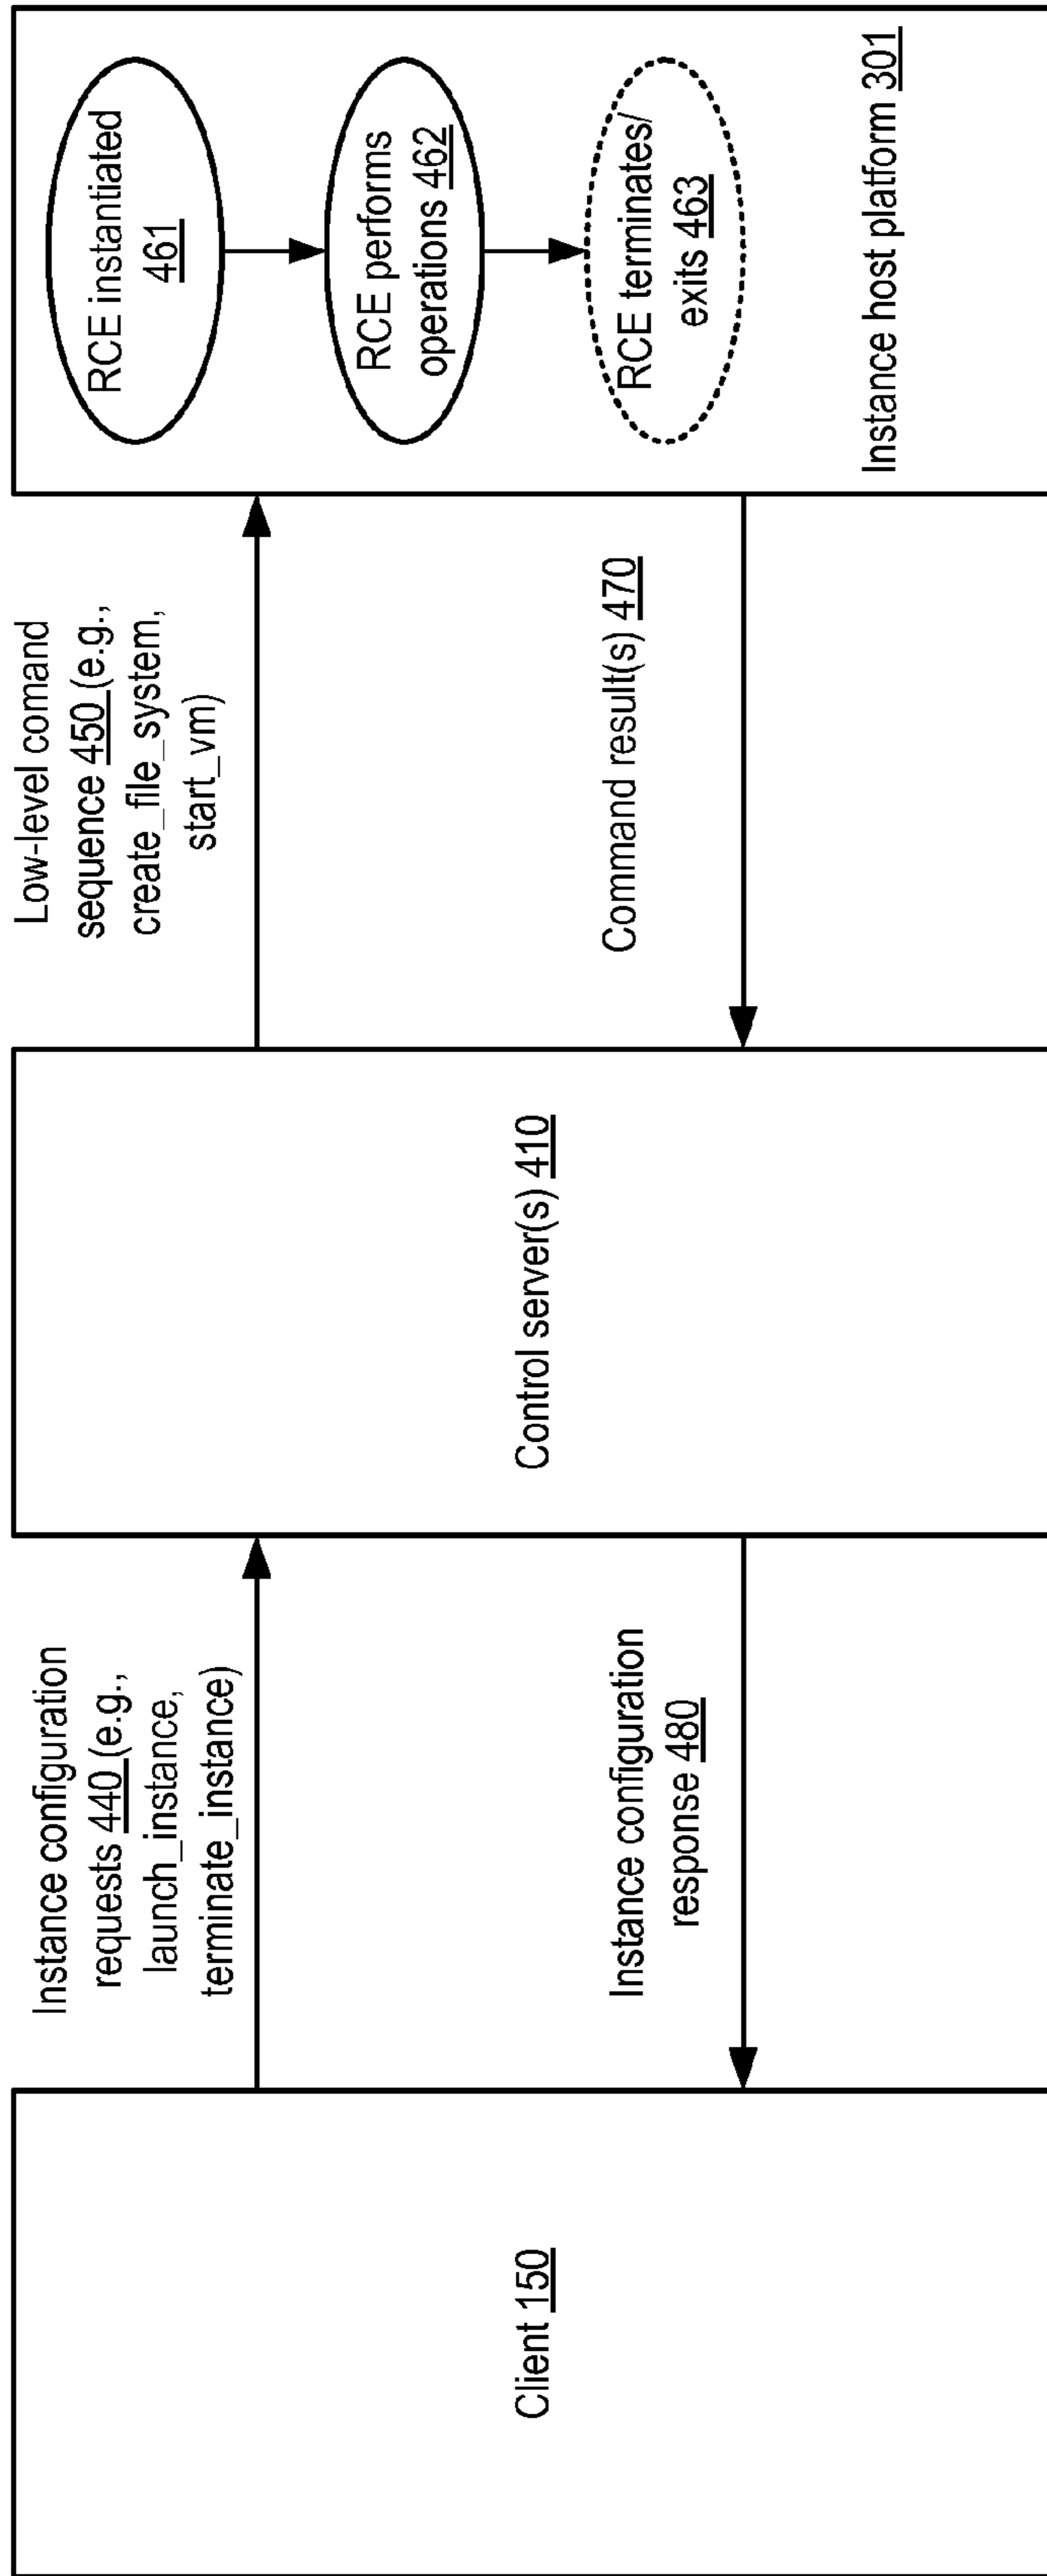 Client 150
Instance configuration
requests 440 (e.g.,
launch_instance,
terminate_instance)
Instance configuration
response 480
Control server(s) 410
Low-level comand
sequence 450 (e.g.,
create_file_system,
start_vm)
Command result(s) 470
RCE instantiated
461
RCE performs
operations 462
RCE terminates/
exits 463
Instance host platform 301